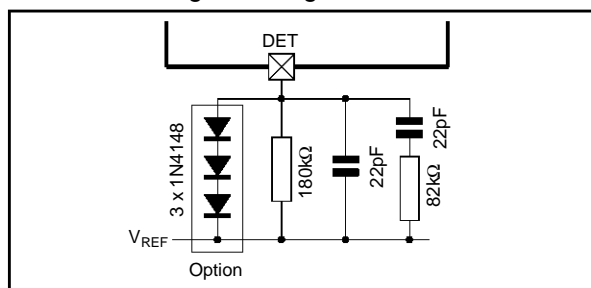 DET
3 x 1N4148
180kΩ
22pF
22pF
82kΩ
VREF
Option